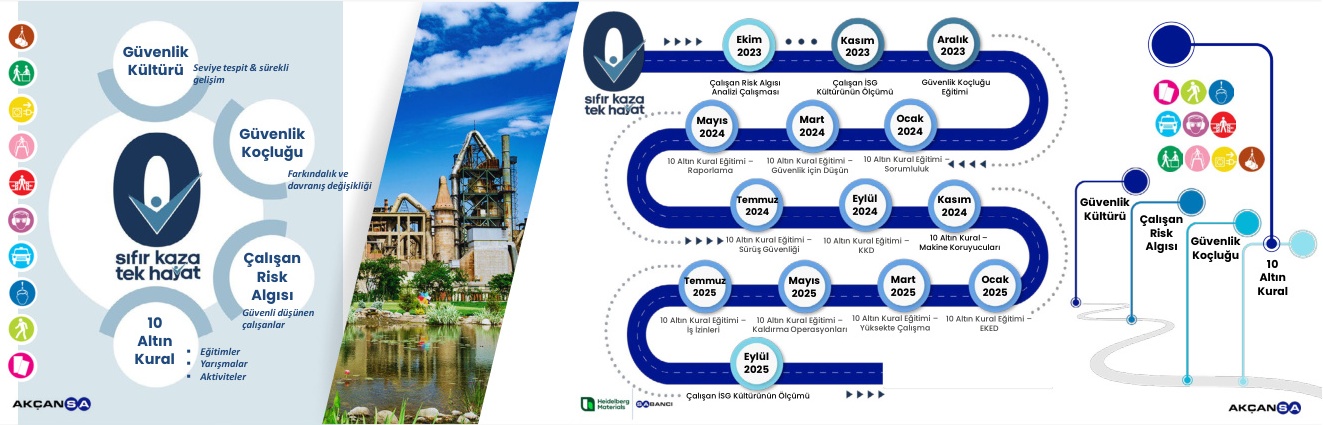 Güvenlik
Kültürü
Seviye tespit & sürekli
gelişim
Güvenlik
Koçluğu
Farkındalık ve
davranış değişikliği
sıfır kaza
tek hayat
Çalışan
Risk
Algısı
Güvenli düşünen
çalışanlar
10
Altın
Kural
• Eğitimler
• Yarışmalar
• Aktiviteler
AKÇANSA
sıfır kaza
tek hayat
Ekim
2023
Kasım
2023
Aralık
2023
Çalışan Risk Algısı
Analizi Çalışması
Çalışan İSG
Kültürünün Ölçümü
Güvenlik Koçluğu
Eğitimi
Mayıs
2024
Mart
2024
Ocak
2024
10 Altın Kural Eğitimi –
Raporlama
10 Altın Kural Eğitimi –
Güvenlik için Düşün
10 Altın Kural Eğitimi –
Sorumluluk
Temmuz
2024
Eylül
2024
Kasım
2024
10 Altın Kural Eğitimi –
Sürüş Güvenliği
10 Altın Kural Eğitimi –
KKD
10 Altın Kural –
Makine Koruyucuları
Temmuz
2025
Mayıs
2025
Mart
2025
Ocak
2025
10 Altın Kural Eğitimi –
İş İzinleri
10 Altın Kural Eğitimi –
Kaldırma Operasyonları
10 Altın Kural Eğitimi –
Yüksekte Çalışma
10 Altın Kural Eğitimi –
EKED
Eylül
2025
Çalışan İSG Kültürünün Ölçümü
Heidelberg
Materials
SABANCI
Güvenlik
Kültürü
Çalışan
Risk
Algısı
Güvenlik
Koçluğu
10
Altın
Kural
AKÇANSA